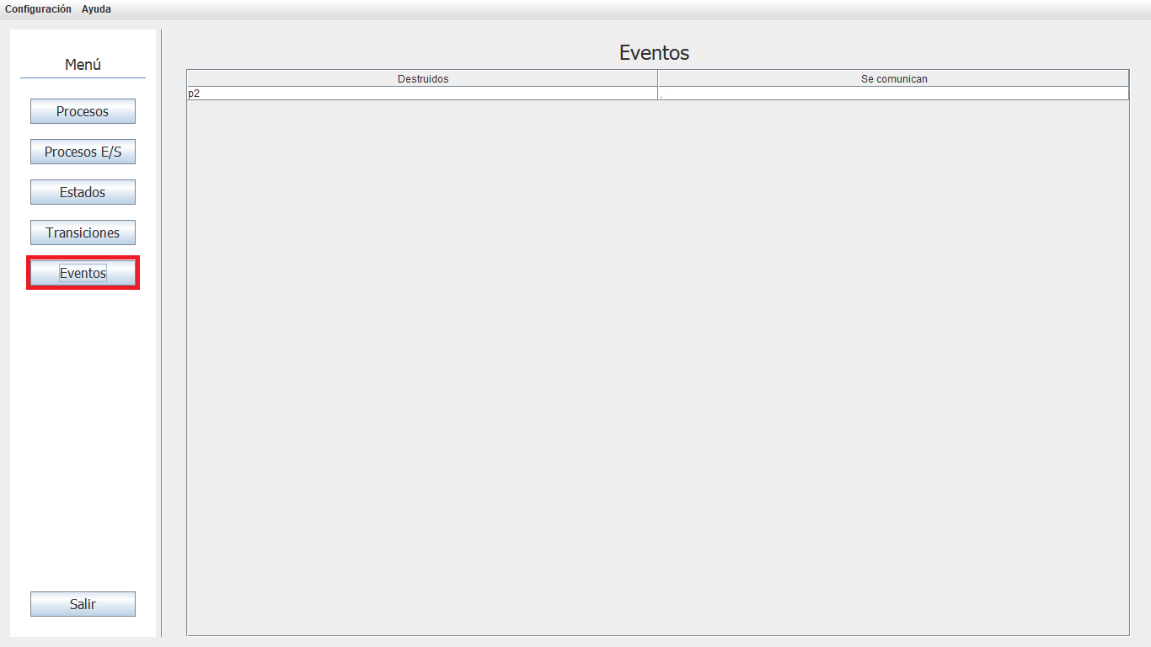 Configuración Ayuda
Menú
Procesos
Procesos E/S
Estados
Transiciones
Eventos
Salir
Eventos
Destruidos Se comunican
p2 .